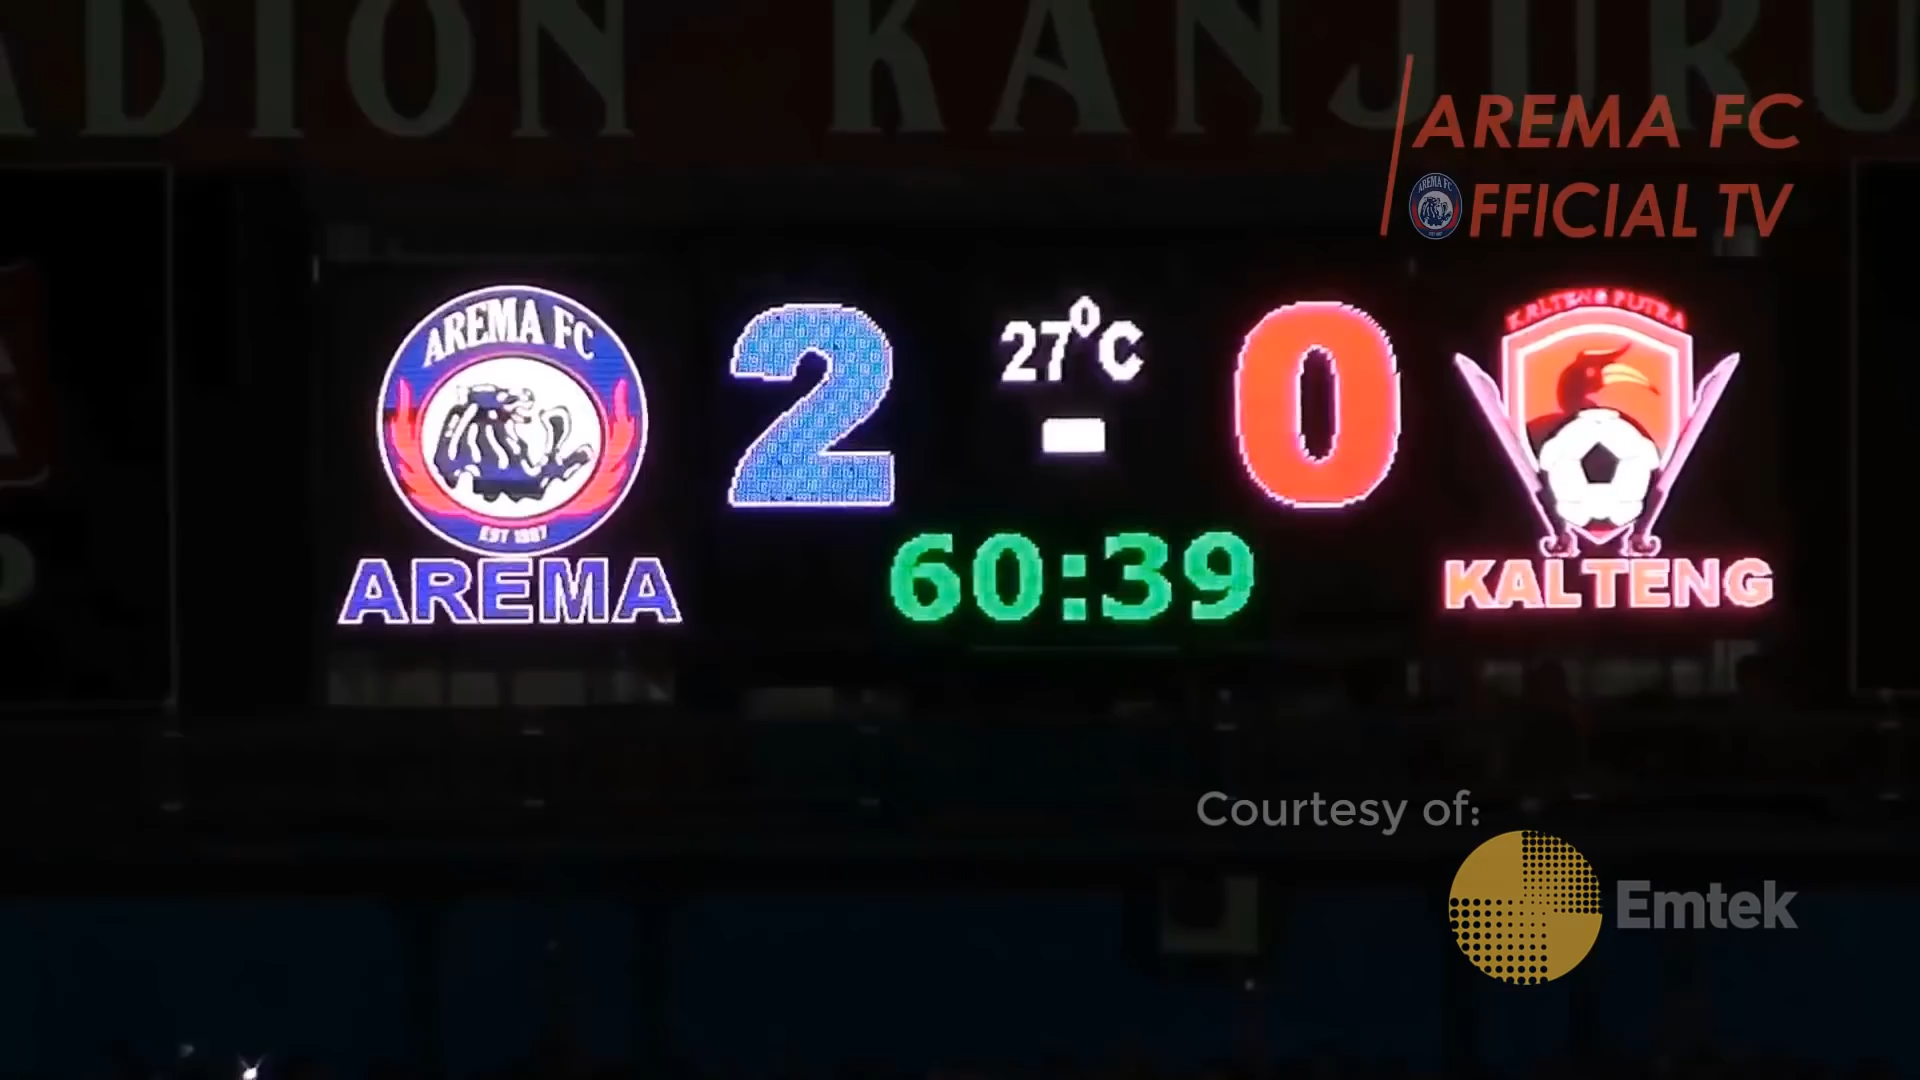 ADION KANJURU
AREMA FC
OFFICIAL TV
AREMA FC
EST 1987
AREMA
2
27°C
-
0
60:39
KALTENG PUTRA
KALTENG
Courtesy of:
Emtek